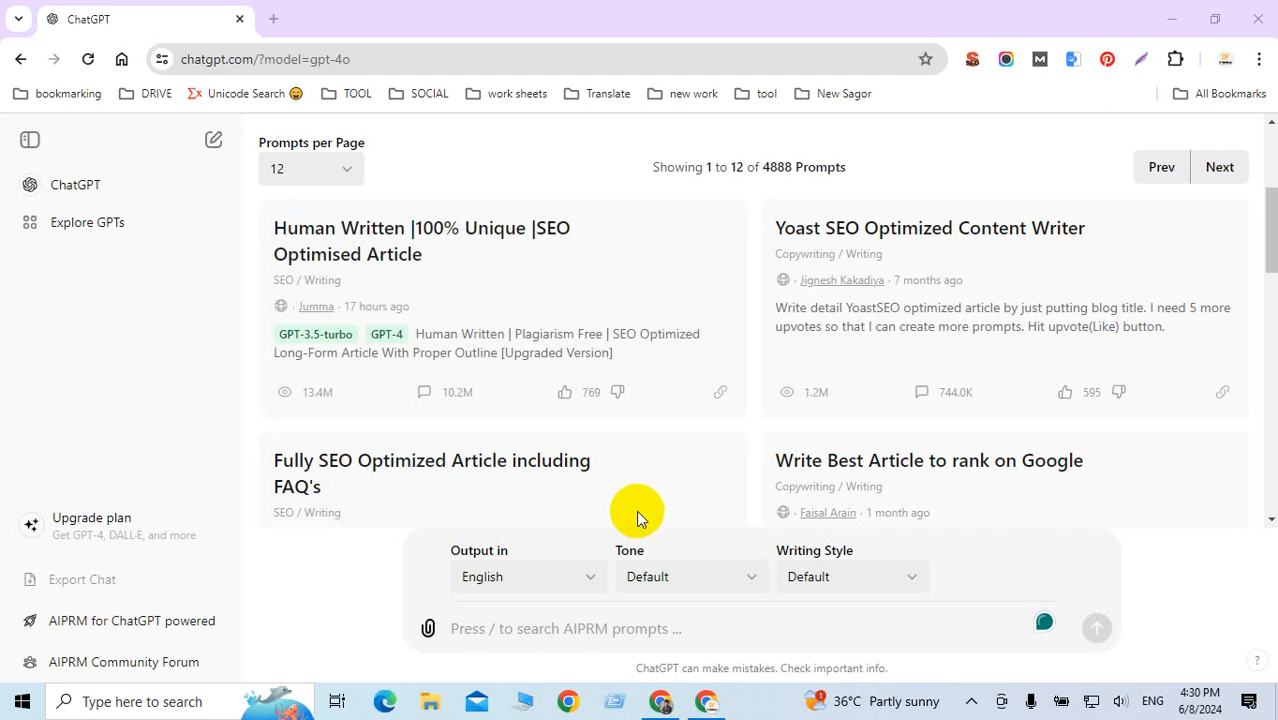 ChatGPT
chatgpt.com/?model=gpt-4o
bookmarking
DRIVE
Unicode Search
TOOL
SOCIAL
work sheets
Translate
new work
tool
New Sagor
All Bookmarks
ChatGPT
Explore GPTs
Prompts per Page
12
Showing 1 to 12 of 4888 Prompts
Prev
Next
Human Written |100% Unique |SEO
Optimised Article
SEO / Writing
· Jumma · 17 hours ago
GPT-3.5-turbo GPT-4 Human Written | Plagiarism Free | SEO Optimized
Long-Form Article With Proper Outline [Upgraded Version]
13.4M
10.2M
769
Yoast SEO Optimized Content Writer
Copywriting / Writing
· Jignesh Kakadiya · 7 months ago
Write detail YoastSEO optimized article by just putting blog title. I need 5 more
upvotes so that I can create more prompts. Hit upvote(Like) button.
1.2M
744.0K
595
Fully SEO Optimized Article including
FAQ's
SEO / Writing
Write Best Article to rank on Google
Copywriting / Writing
· Faisal Arain · 1 month ago
Upgrade plan
Get GPT-4, DALL·E, and more
Export Chat
AIPRM for ChatGPT powered
AIPRM Community Forum
Output in
Tone
Writing Style
English
Default
Default
Press / to search AIPRM prompts ...
ChatGPT can make mistakes. Check important info.
?
Type here to search
36°C Partly sunny
ENG
4:30 PM
6/8/2024